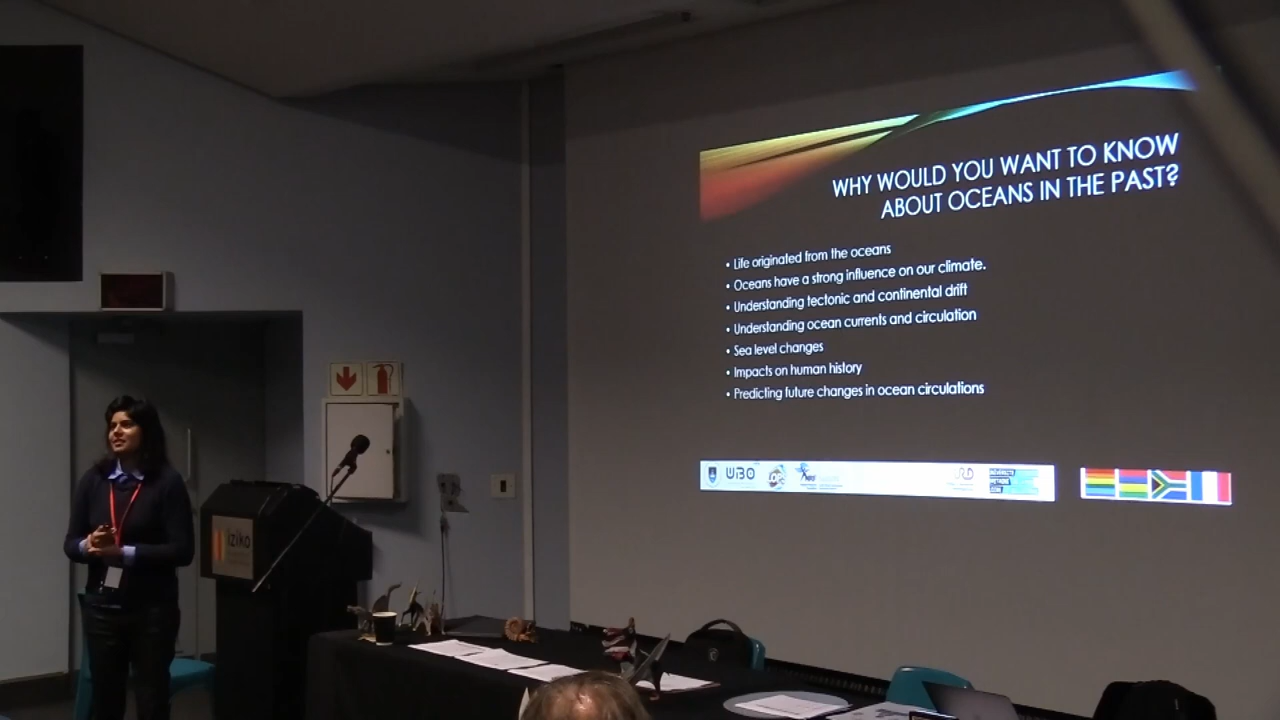 WHY WOULD YOU WANT TO KNOW
ABOUT OCEANS IN THE PAST?
• Life originated from the oceans
• Oceans have a strong influence on our climate.
• Understanding tectonic and continental drift
• Understanding ocean currents and circulation
• Sea level changes
• Impacts on human history
• Predicting future changes in ocean circulations
UBO
iziko